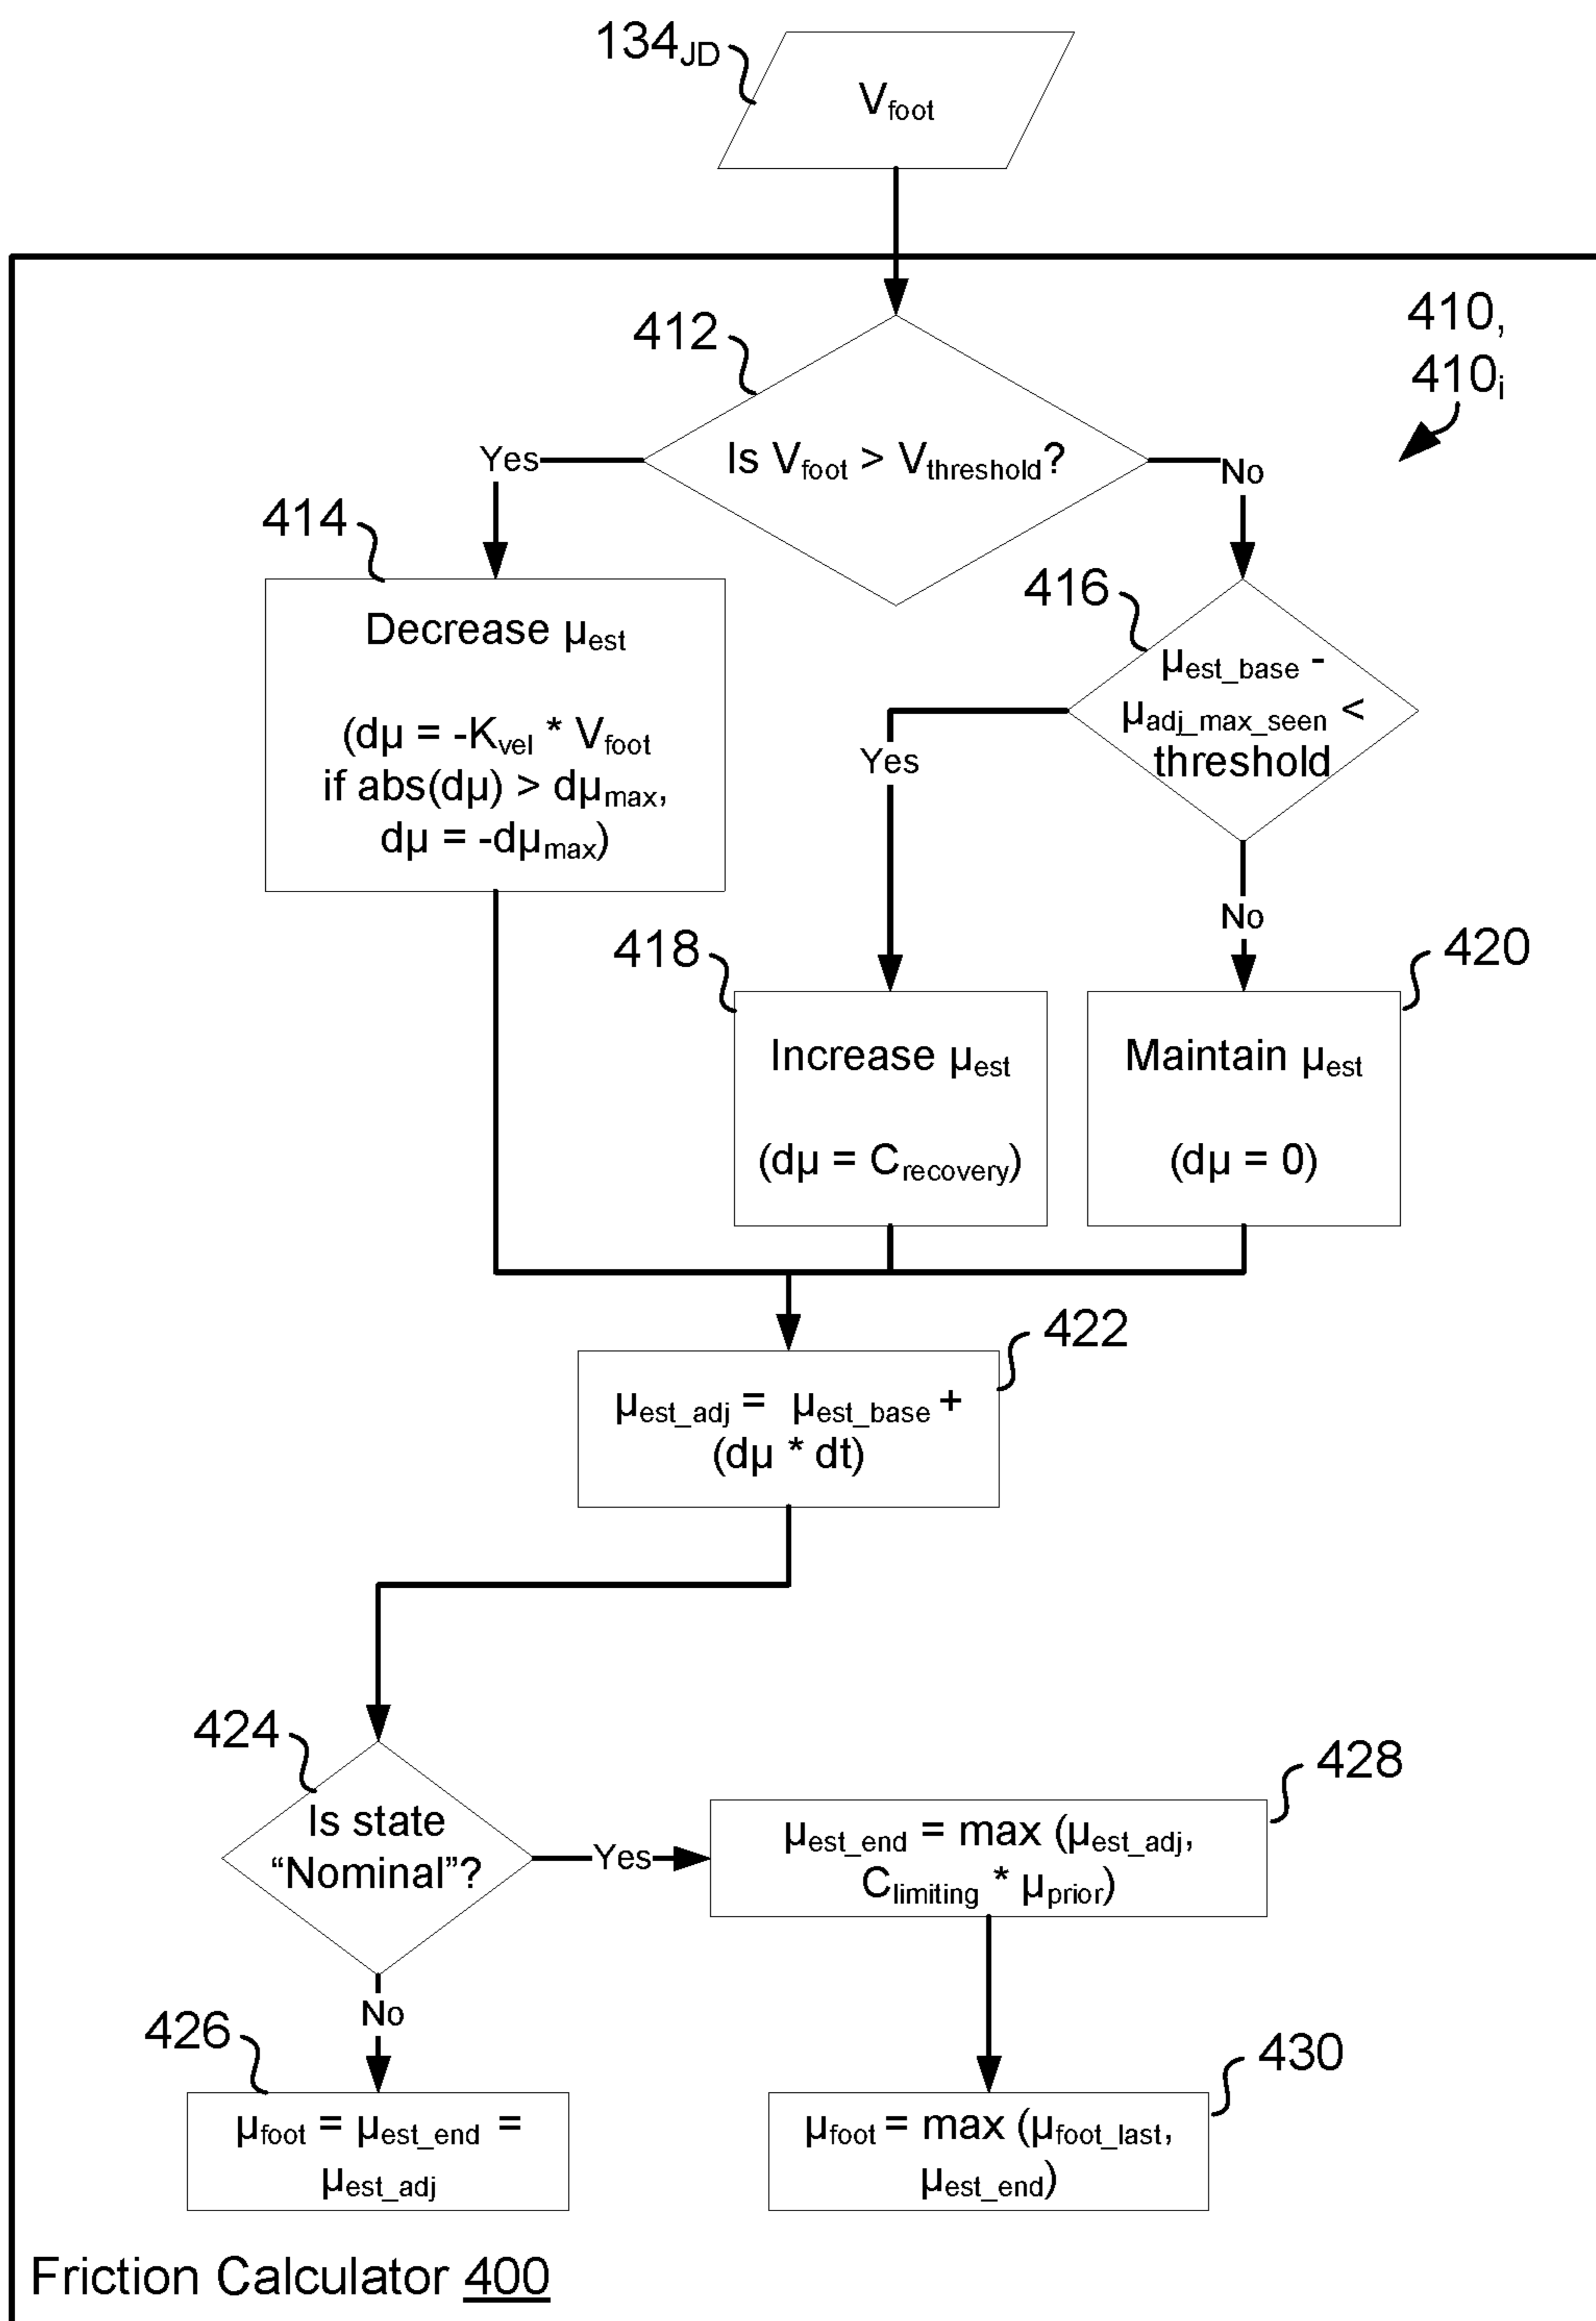 134JD
Vfoot
410,
410i
412
Is Vfoot > Vthreshold?
Yes
No
414
Decrease µest
(dµ = -Kvel * Vfoot
if abs(dµ) > dµmax,
dµ = -dµmax)
416
µest_base -
µadj_max_seen <
threshold
Yes
No
418
Increase µest
(dµ = Crecovery)
420
Maintain µest
(dµ = 0)
422
µest_adj = µest_base +
(dµ * dt)
424
Is state
“Nominal”?
Yes
No
428
µest_end = max (µest_adj,
Climiting * µprior)
426
µfoot = µest_end =
µest_adj
430
µfoot = max (µfoot_last,
µest_end)
Friction Calculator 400